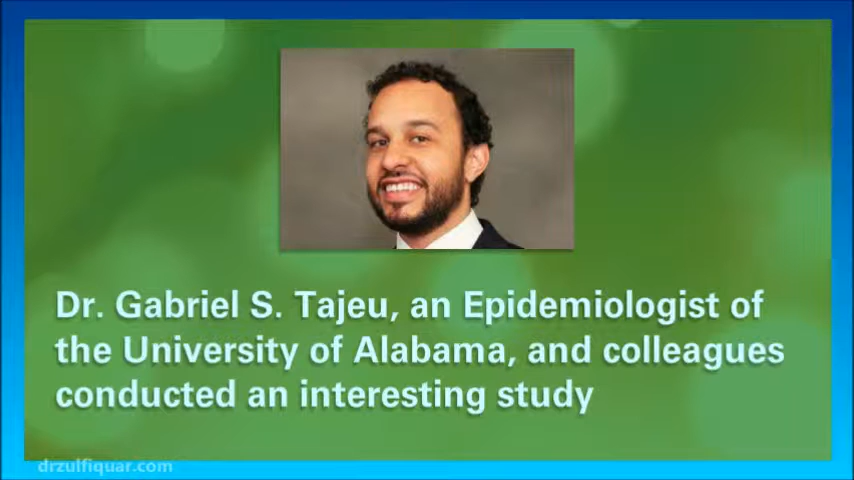 Dr. Gabriel S. Tajeu, an Epidemiologist of
the University of Alabama, and colleagues
conducted an interesting study
drzulfiquar.com